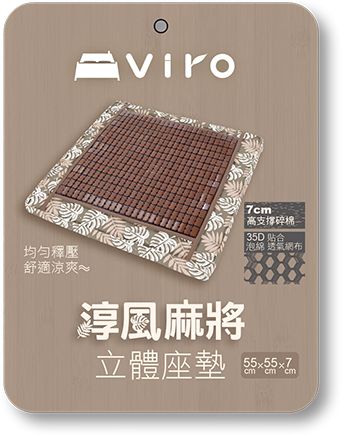 viro
7cm
高支撐碎棉
35D 貼合
泡綿 透氣網布
均勻釋壓
舒適涼爽~
淳風麻將
立體座墊
55cm×55cm×7cm